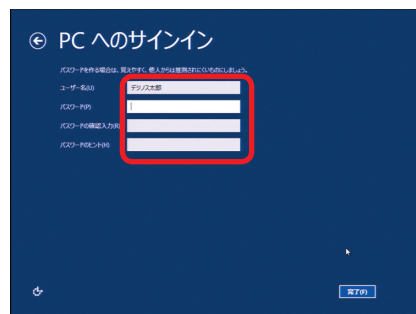 PC へのサインイン
パスワードを作る場合は、覚えやすく、他人からは推測されにくいものにしましょう。
ユーザー名(U)
デジノス太郎
パスワード(P)
パスワードの確認入力(R)
パスワードのヒント(H)
完了(F)